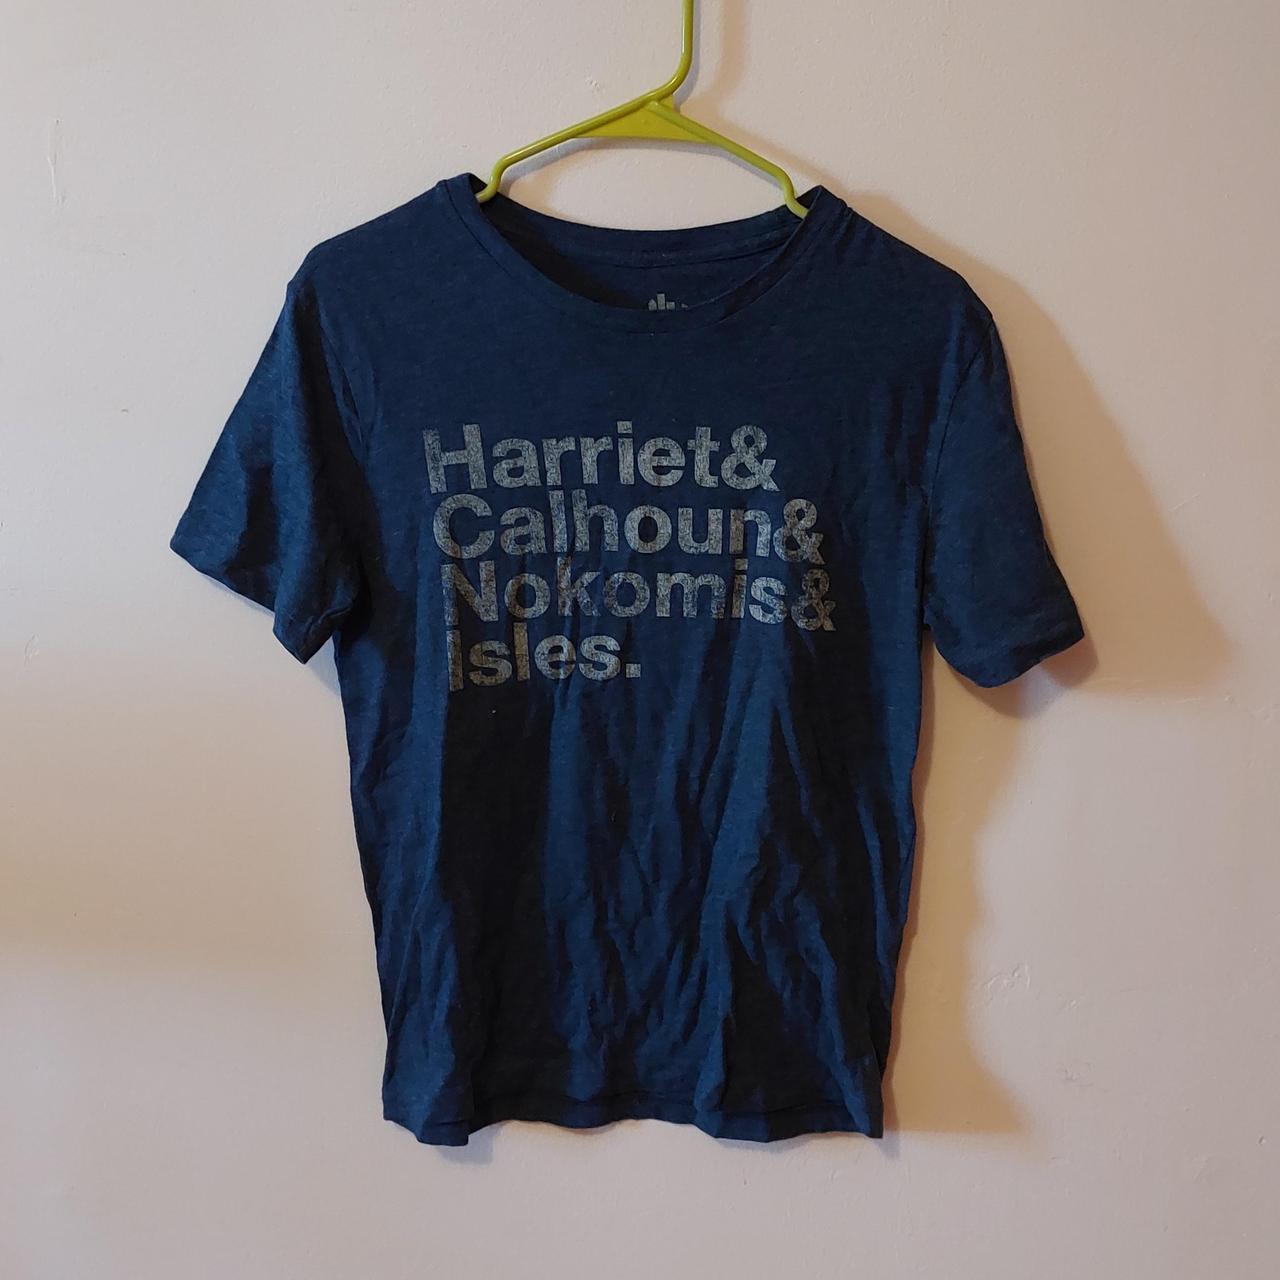 Harriet&
Calhoun&
Nokomis&
Isles.